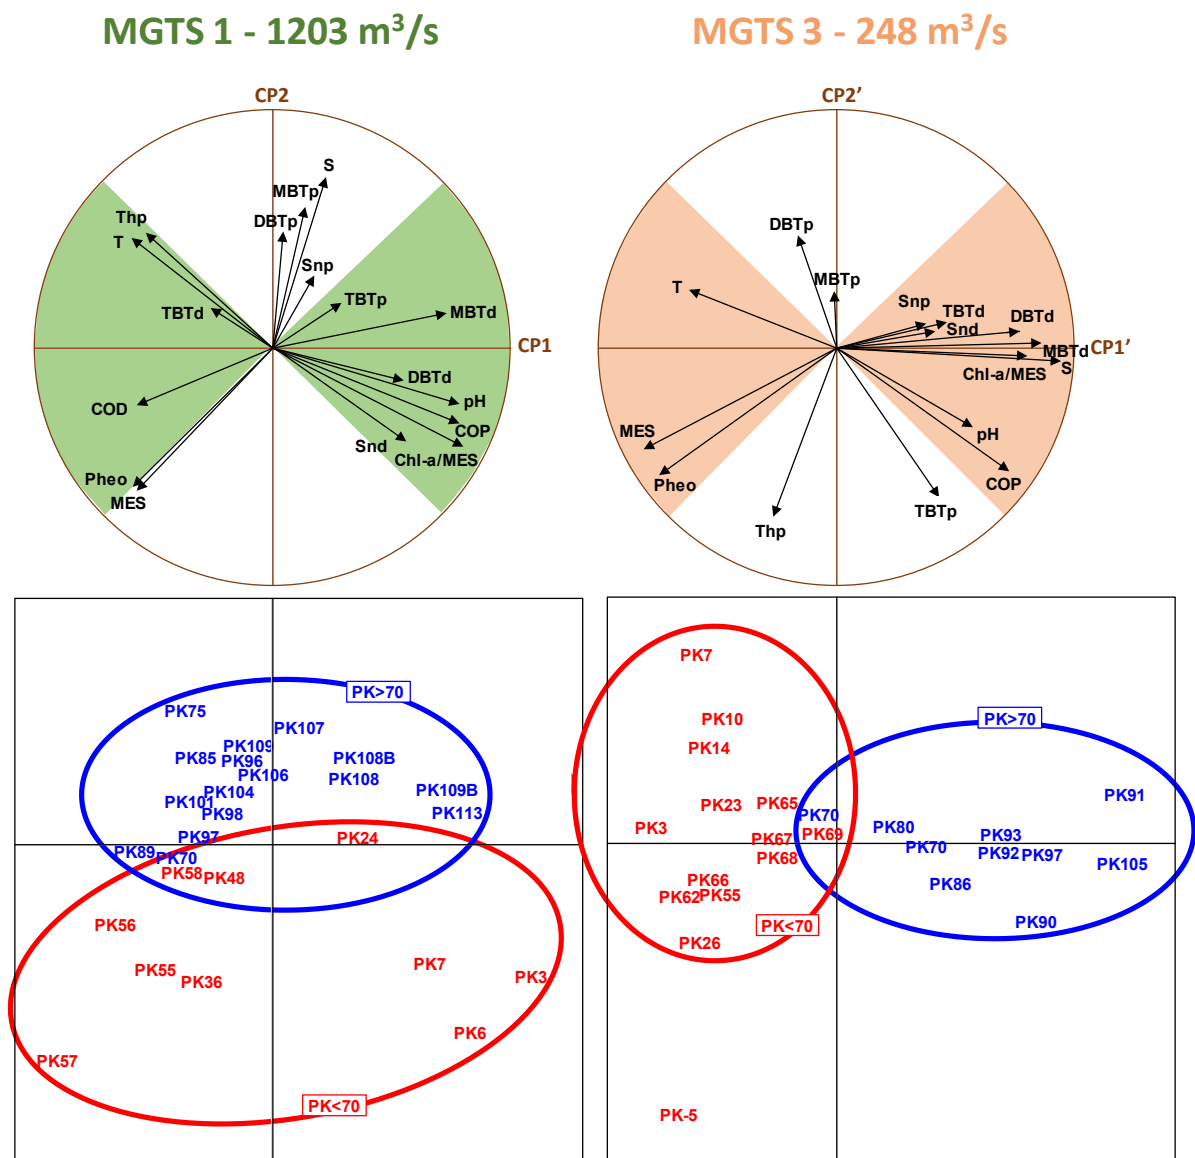 MGTS 1 - 1203 m³/s
MGTS 3 - 248 m³/s
CP2
S
MBTp
DBTp
Thp
T
Snp
TBTp
TBTd
MBTd
CP1
DBTd
pH
COD
COP
Snd
Chl-a/MES
Pheo
MES
CP2’
DBTp
MBTp
T
Snp
TBTd
Snd
DBTd
MBTd
CP1’
S
Chl-a/MES
MES
pH
Pheo
COP
TBTp
Thp
PK>70
PK75
PK107
PK109
PK85
PK96
PK108B
PK106
PK108
PK104
PK109B
PK101
PK98
PK113
PK97
PK24
PK89
PK70
PK58
PK48
PK56
PK55
PK36
PK7
PK3
PK6
PK57
PK<70
PK7
PK10
PK>70
PK14
PK91
PK23
PK65
PK70
PK3
PK69
PK80
PK93
PK67
PK70
PK68
PK92
PK97
PK105
PK66
PK86
PK62
PK55
PK<70
PK90
PK26
PK-5